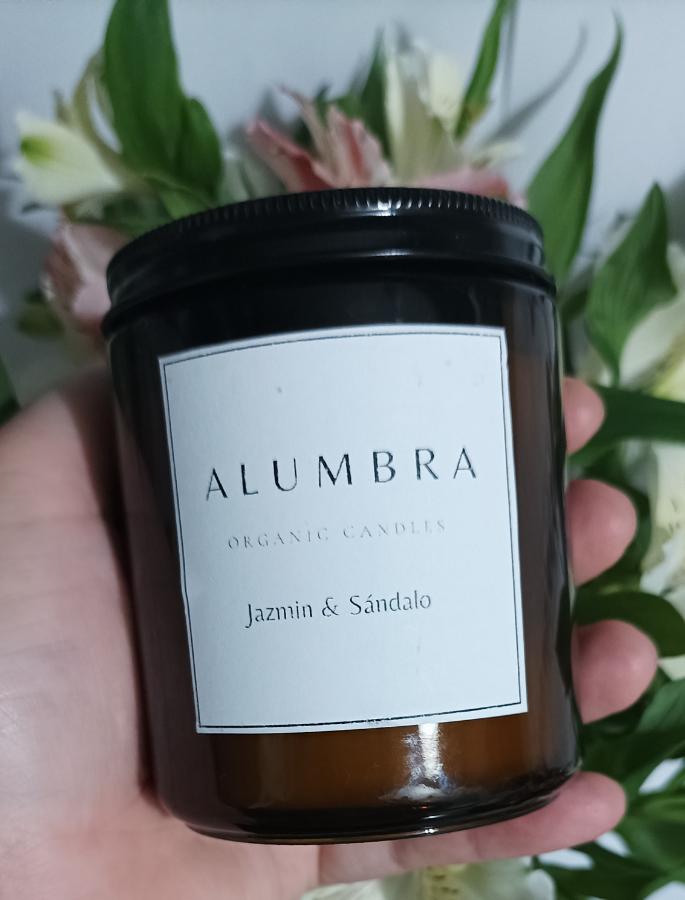 ALUMBRA
ORGANIC CANDLES
Jazmin & Sándalo